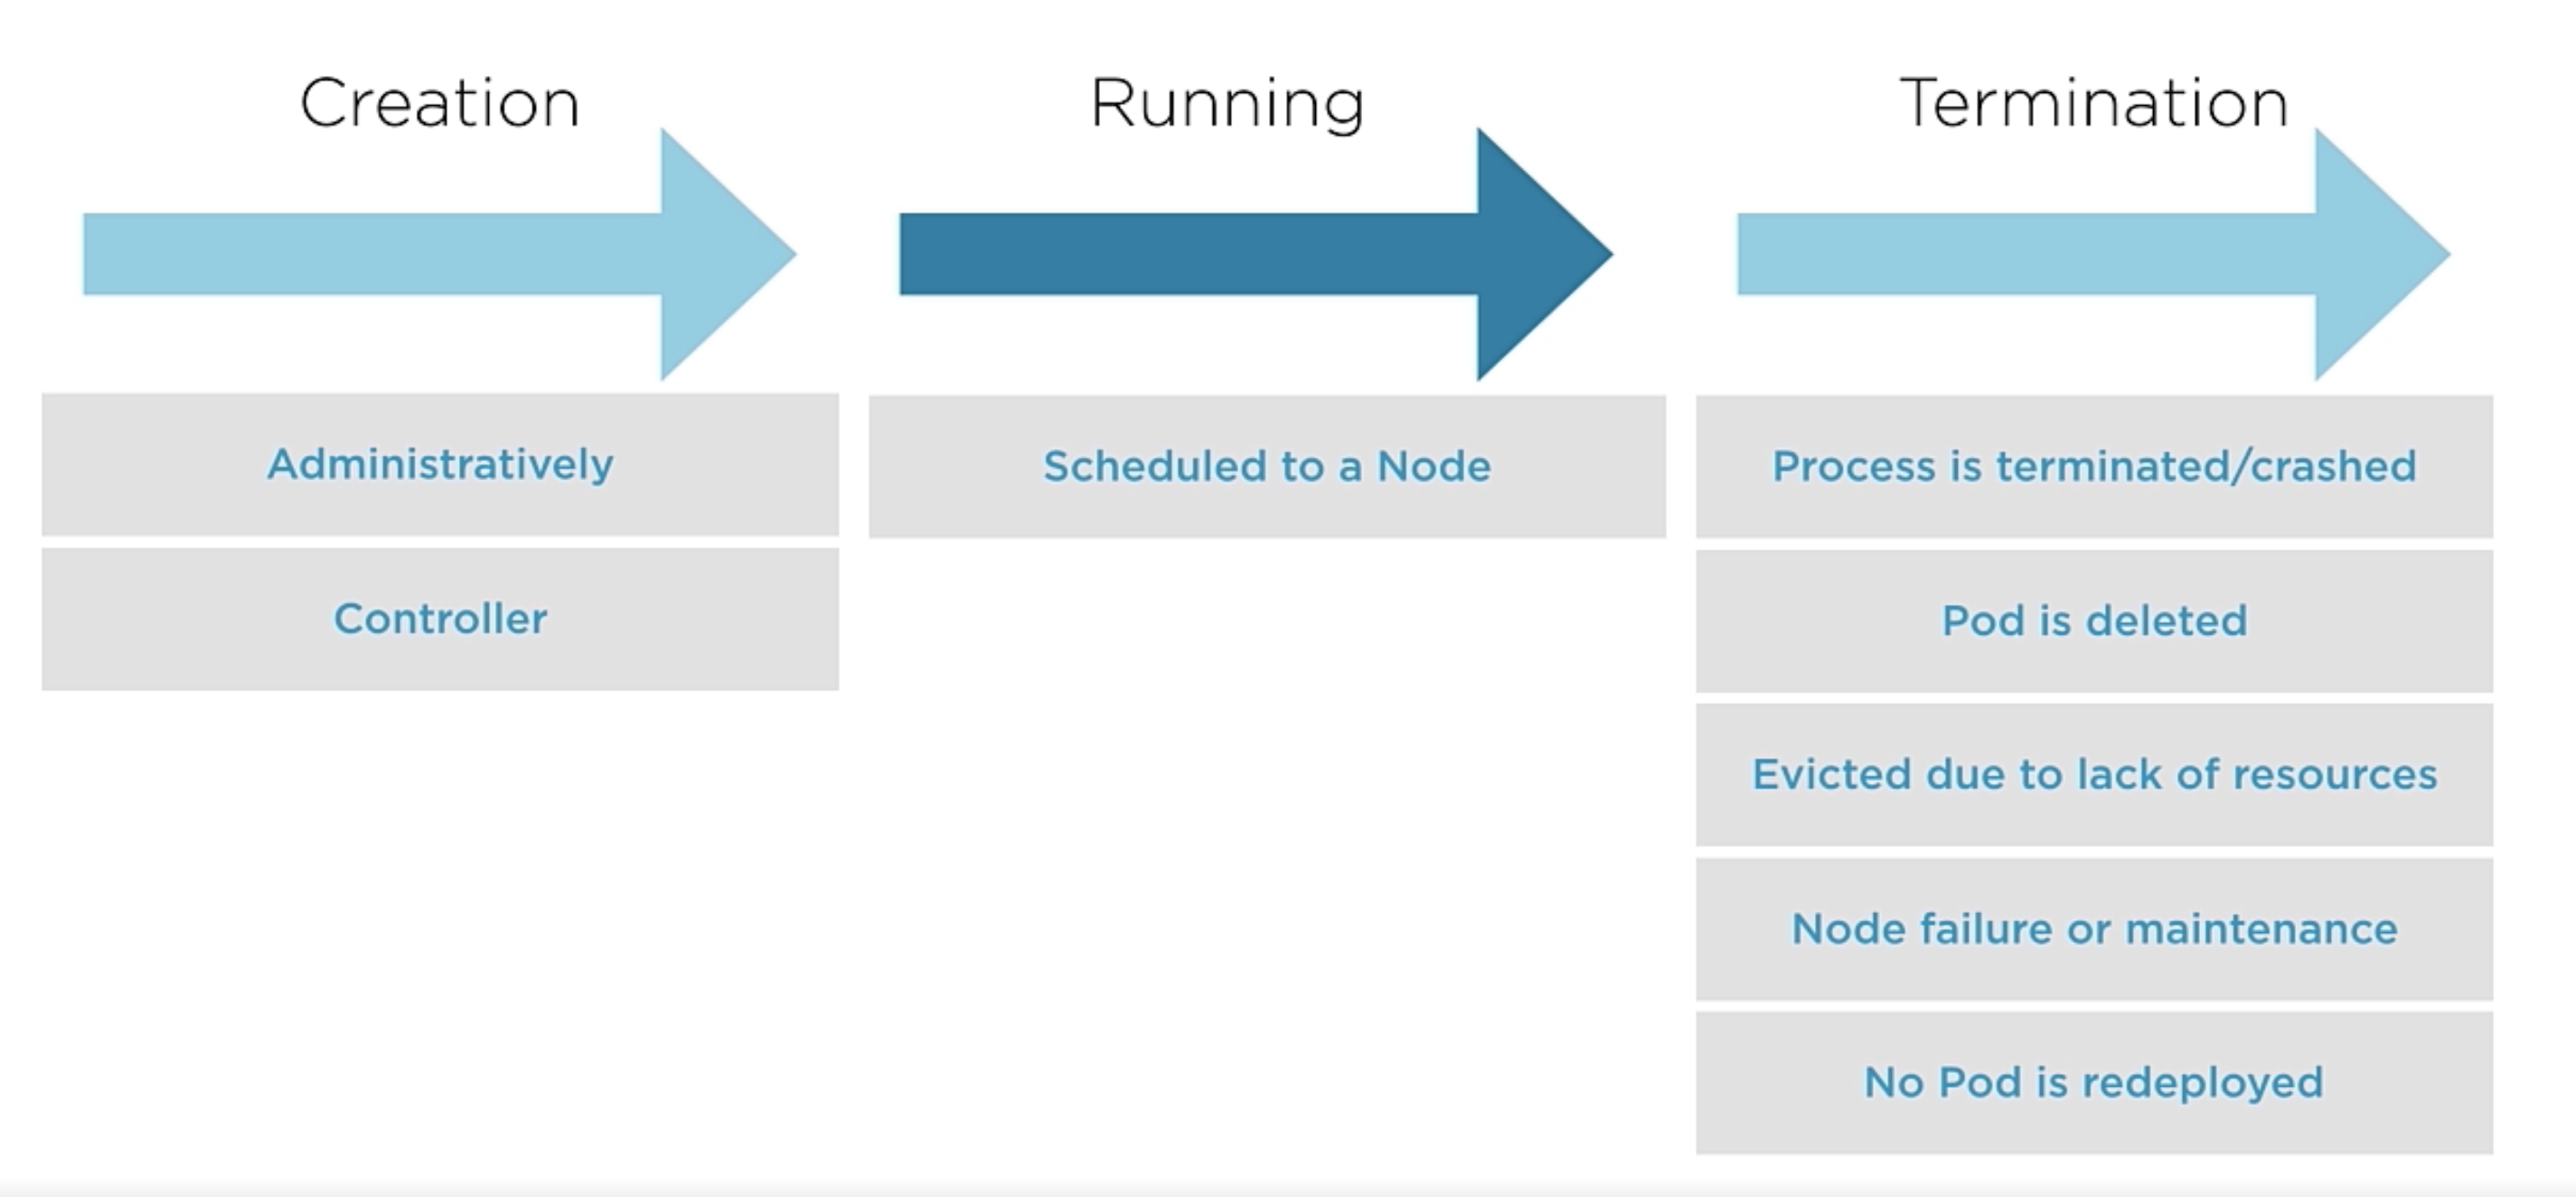 Creation
Administratively
Controller
Running
Scheduled to a Node
Termination
Process is terminated/crashed
Pod is deleted
Evicted due to lack of resources
Node failure or maintenance
No Pod is redeployed